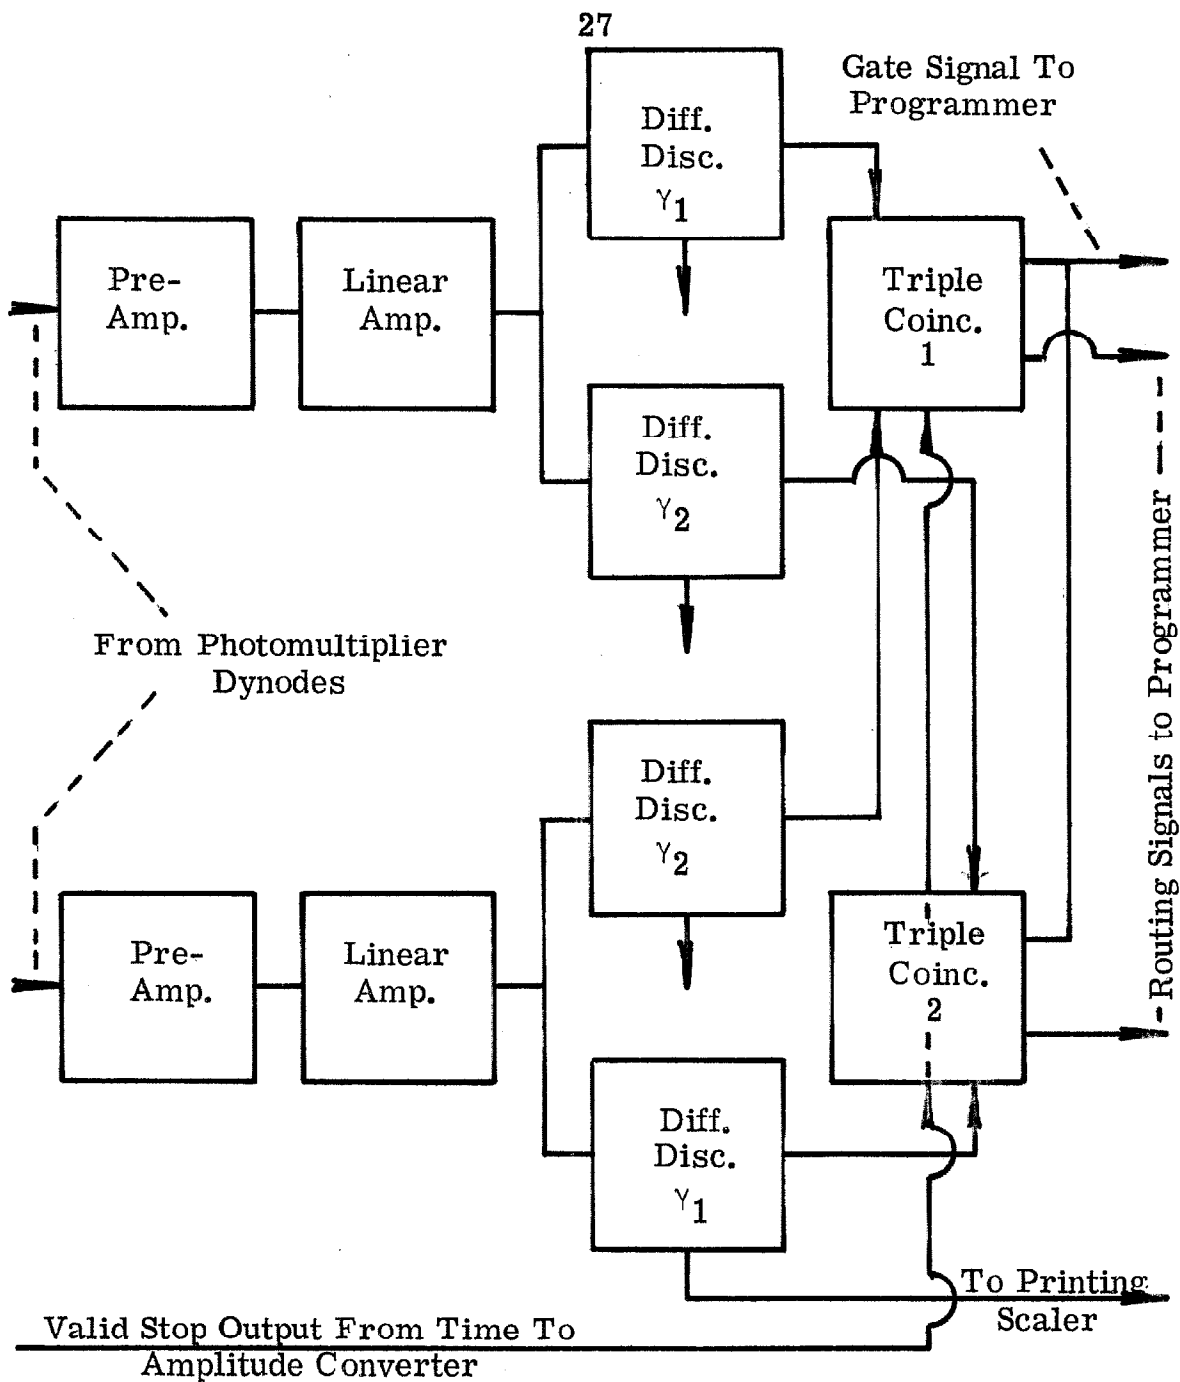 27
Gate Signal To
Programmer
Diff.
Disc.
γ1
Pre-
Amp.
Linear
Amp.
Triple
Coinc.
1
Diff.
Disc.
γ2
From Photomultiplier
Dynodes
Routing Signals to Programmer
Diff.
Disc.
γ2
Pre-
Amp.
Linear
Amp.
Triple
Coinc.
2
Diff.
Disc.
γ1
To Printing
Scaler
Valid Stop Output From Time To
Amplitude Converter